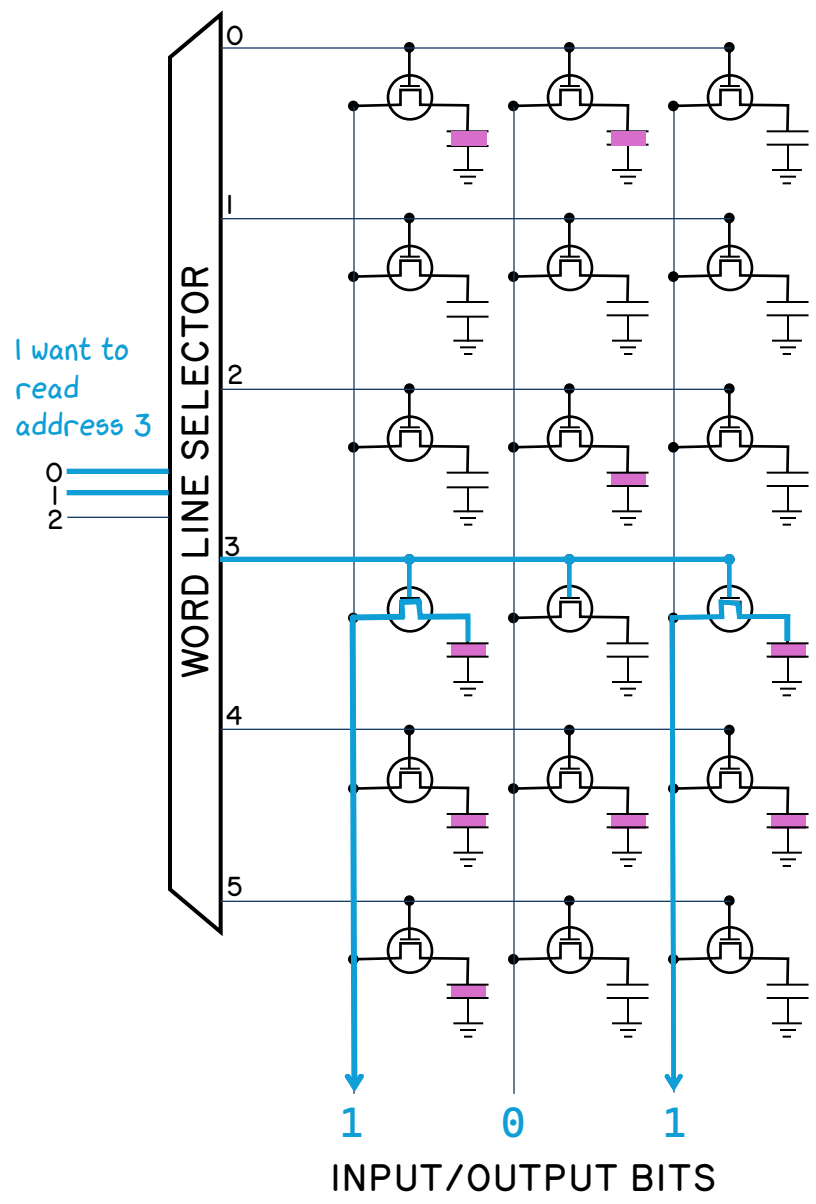 0
1
2
3
4
5
WORD LINE SELECTOR
I want to
read
address 3
0
1
2
1 0 1
INPUT/OUTPUT BITS